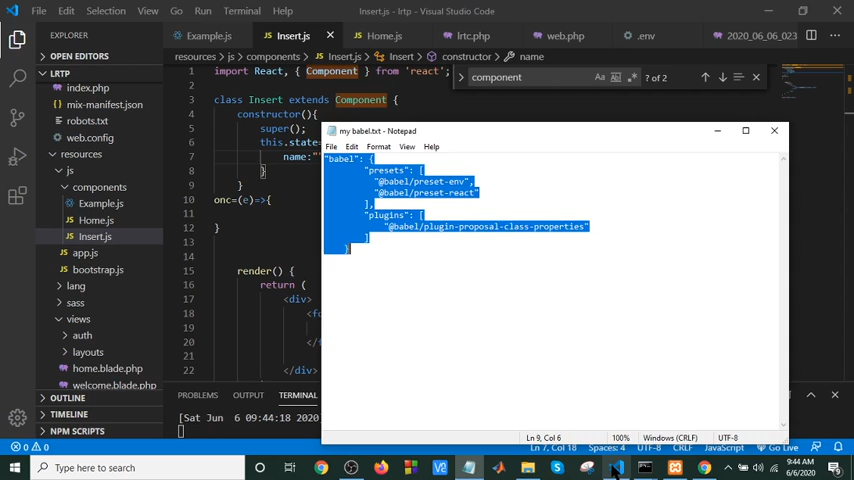 File Edit Selection View Go Run Terminal Help Insert.js - lrtp - Visual Studio Code
EXPLORER
Example.js Insert.js Home.js lrtc.php web.php .env 2020_06_06_023
OPEN EDITORS
resources > js > components > Insert.js > Insert > constructor > name
LRTP
index.php
mix-manifest.json
robots.txt
web.config
resources
js
components
Example.js
Home.js
Insert.js
app.js
bootstrap.js
lang
sass
views
auth
layouts
home.blade.php
welcome.blade.php
OUTLINE
TIMELINE
NPM SCRIPTS
component ? of 2
1 import React, { Component } from 'react';
2
3 class Insert extends Component {
4 constructor(){
5 super();
6 this.state=
7 name:"
8 }
9 }
10 onc=(e)=>{
11
12 }
13
14
15 render() {
16 return (
17 <div>
18 <fo
19
20 </f
21
22 </div>
my babel.txt - Notepad
File Edit Format View Help
"babel": {
"presets": [
"@babel/preset-env",
"@babel/preset-react"
],
"plugins": [
"@babel/plugin-proposal-class-properties"
]
}
Ln 9, Col 6 100% Windows (CRLF) UTF-8
PROBLEMS OUTPUT TERMINAL
[Sat Jun 6 09:44:18 2020
0 0 Ln 7, Col 18 Spaces: 4 UTF-8 CRLF JavaScript Go Live
Type here to search
9:44 AM
6/6/2020